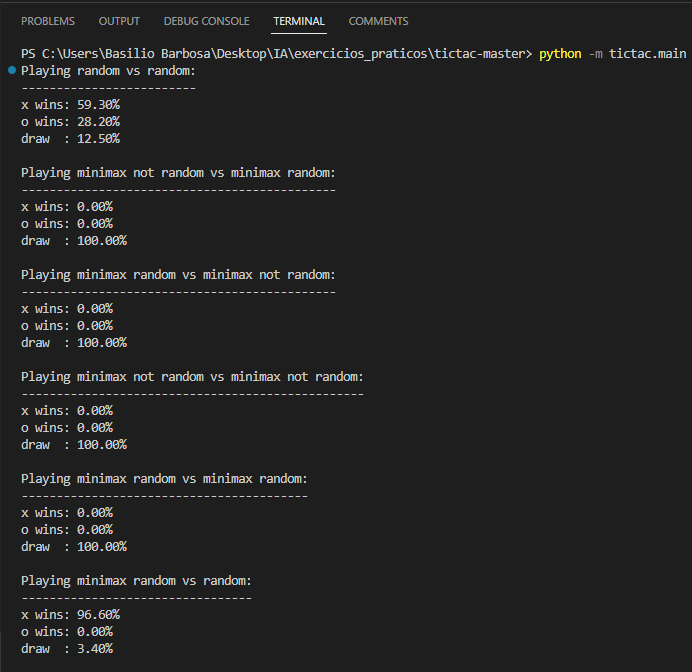 PROBLEMS OUTPUT DEBUG CONSOLE TERMINAL COMMENTS
PS C:\Users\Basilio Barbosa\Desktop\IA\exercicios_praticos\tictac-master> python -m tictac.main
Playing random vs random:
-------------------------
x wins: 59.30%
o wins: 28.20%
draw  : 12.50%

Playing minimax not random vs minimax random:
---------------------------------------------
x wins: 0.00%
o wins: 0.00%
draw  : 100.00%

Playing minimax random vs minimax not random:
---------------------------------------------
x wins: 0.00%
o wins: 0.00%
draw  : 100.00%

Playing minimax not random vs minimax not random:
-------------------------------------------------
x wins: 0.00%
o wins: 0.00%
draw  : 100.00%

Playing minimax random vs minimax random:
-----------------------------------------
x wins: 0.00%
o wins: 0.00%
draw  : 100.00%

Playing minimax random vs random:
---------------------------------
x wins: 96.60%
o wins: 0.00%
draw  : 3.40%